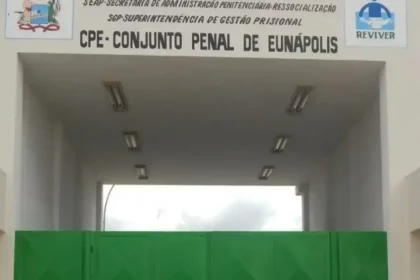 SEAP-SECRETARIA DE ADMINISTRAÇÃO PENITENCIÁRIA-RESSOCIALIZAÇÃO
SGP-SUPERINTENDÊNCIA DE GESTÃO PRISIONAL
CPE-CONJUNTO PENAL DE EUNÁPOLIS
REVIVER